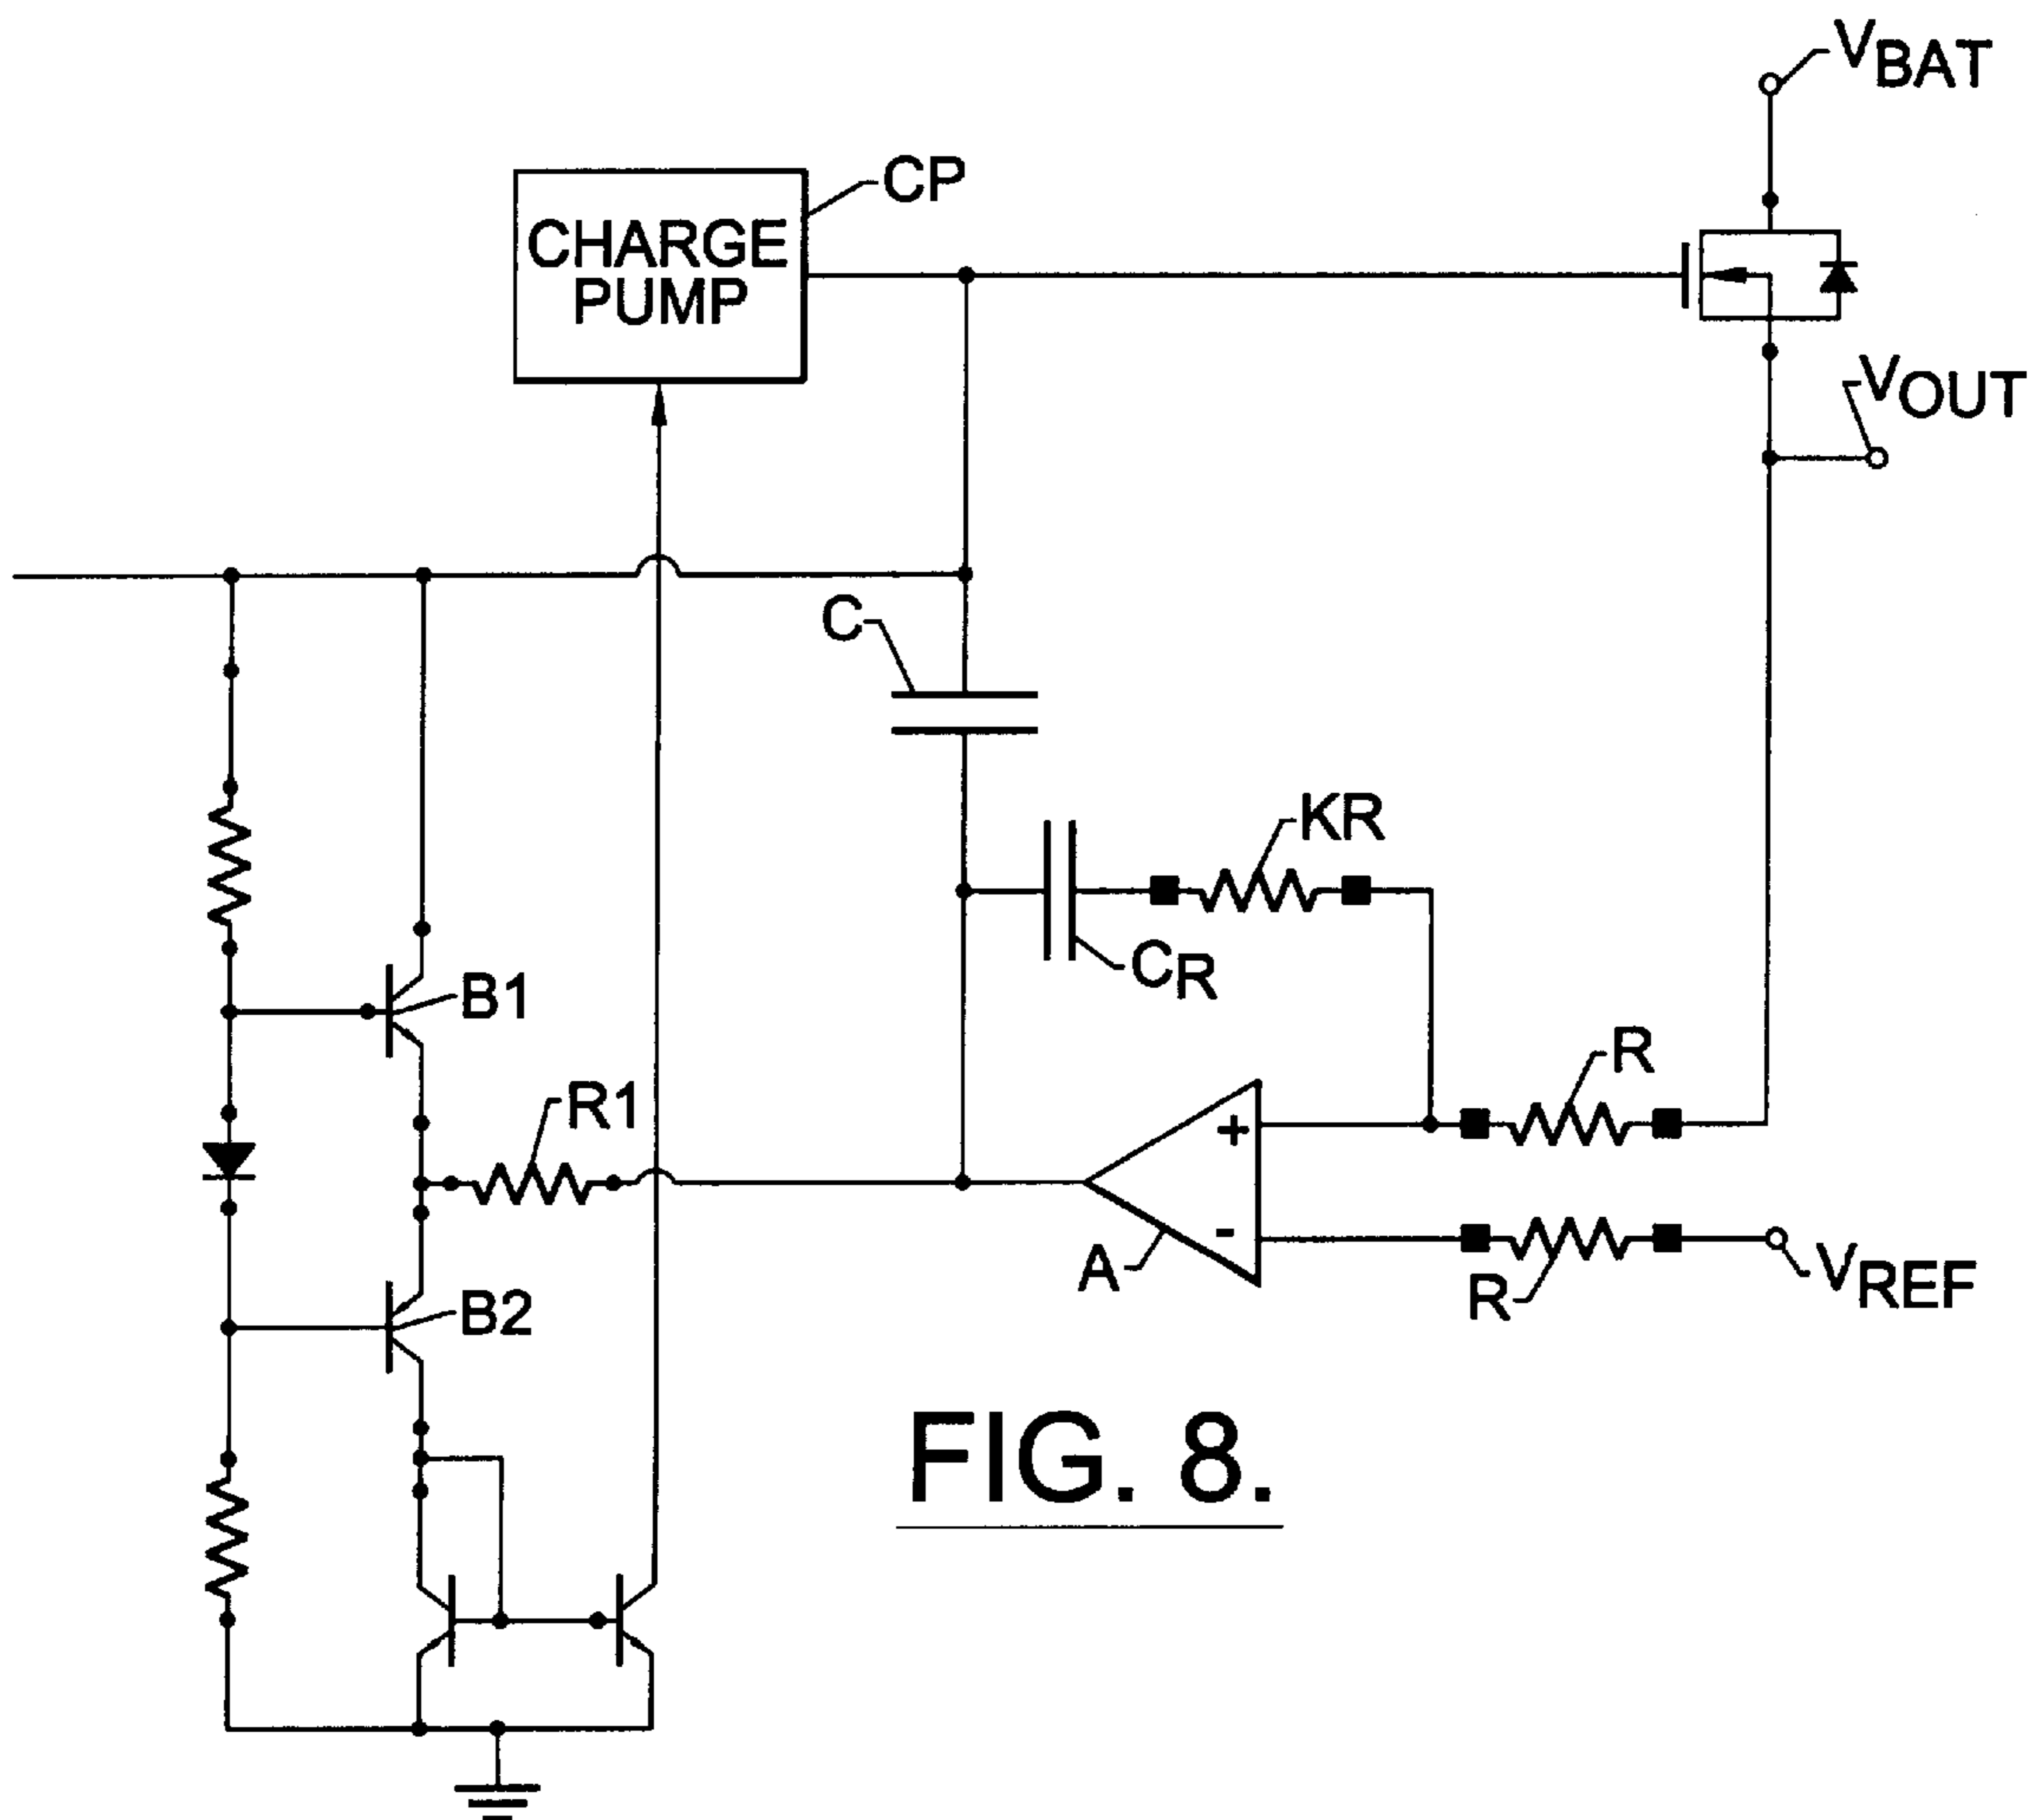 VBAT
CP
CHARGE
PUMP
VOUT
C
KR
CR
B1
R
R1
+
-
A
R
VREF
B2
FIG. 8.